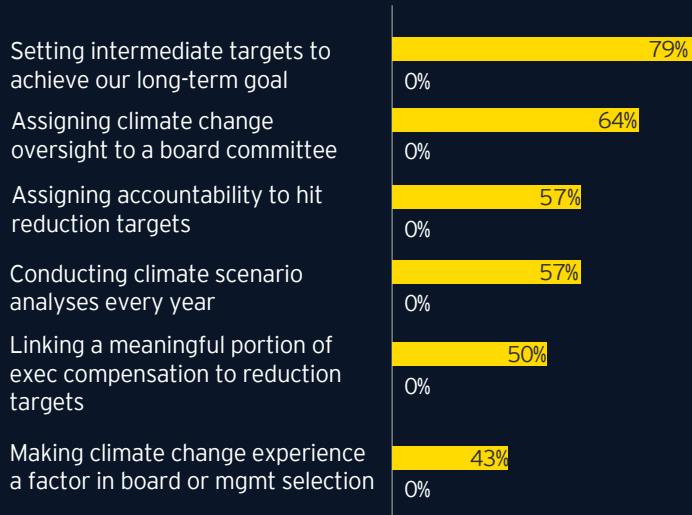 Setting intermediate targets to
79%
achieve our long-term goal
0%
Assigning climate change
64%
oversight to a board committee
0%
Assigning accountability to hit
57%
reduction targets
0%
Conducting climate scenario
57%
analyses every year
0%
Linking a meaningful portion of
50%
exec compensation to reduction
0%
targets
Making climate change experience
43%
a factor in board or mgmt selection
0%